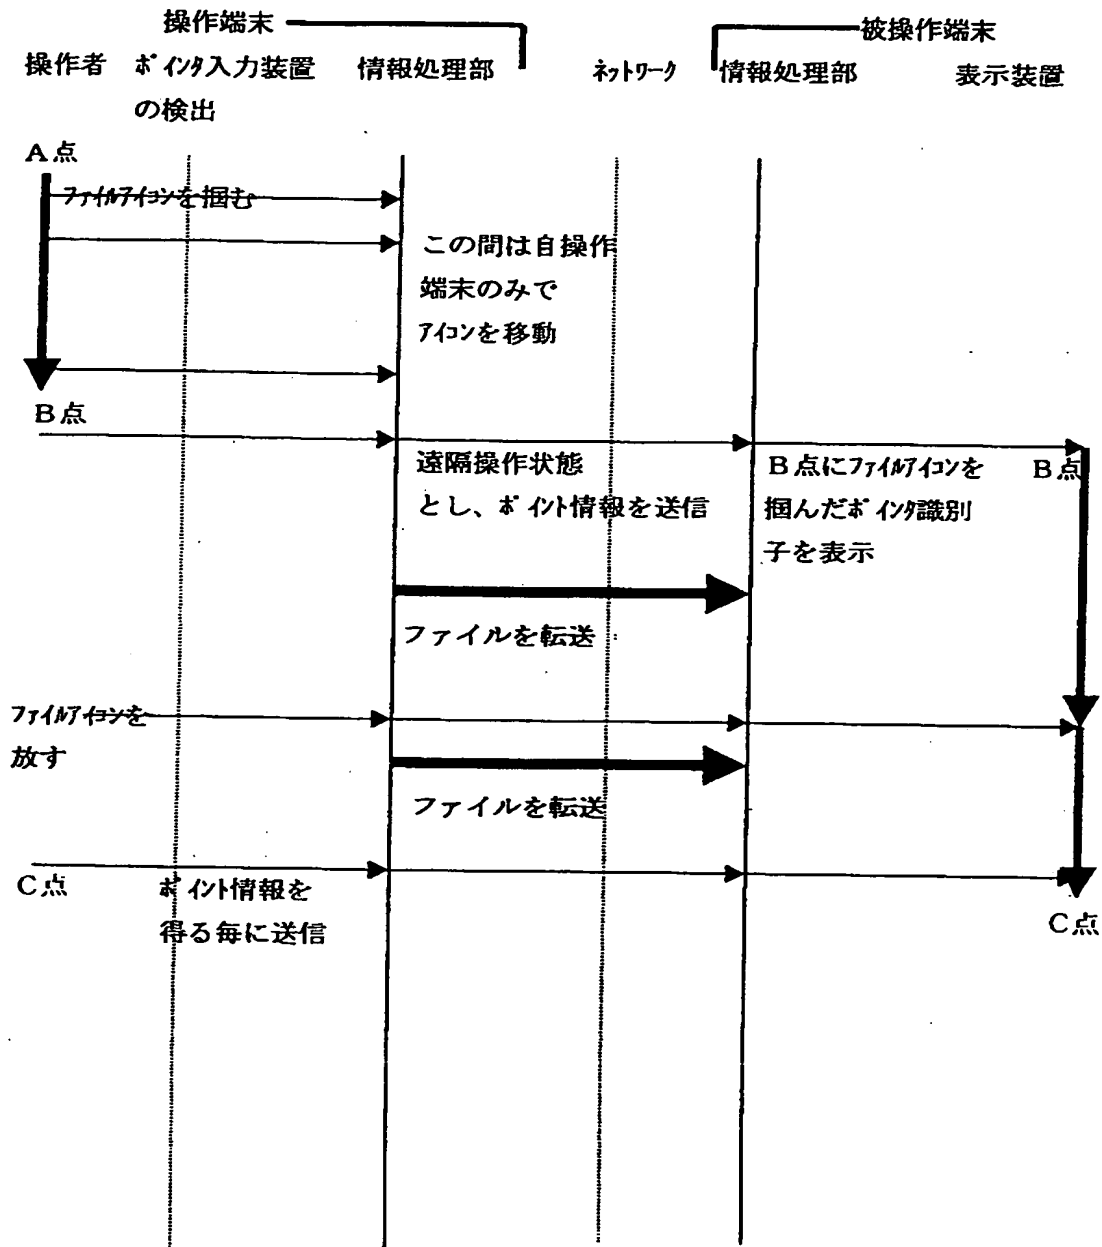 操作端末
被操作端末
操作者 ポインタ入力装置 情報処理部 ネットワーク 情報処理部 表示装置
の検出
A点
ファイルアイコンを掴む
この間は自操作
端末のみで
アイコンを移動
B点
遠隔操作状態
とし、ポイント情報を送信
B点にファイルアイコンを
掴んだポインタ識別
子を表示
B点
ファイルを転送
ファイルアイコンを
放す
ファイルを転送
C点
ポイント情報を
得る毎に送信
C点